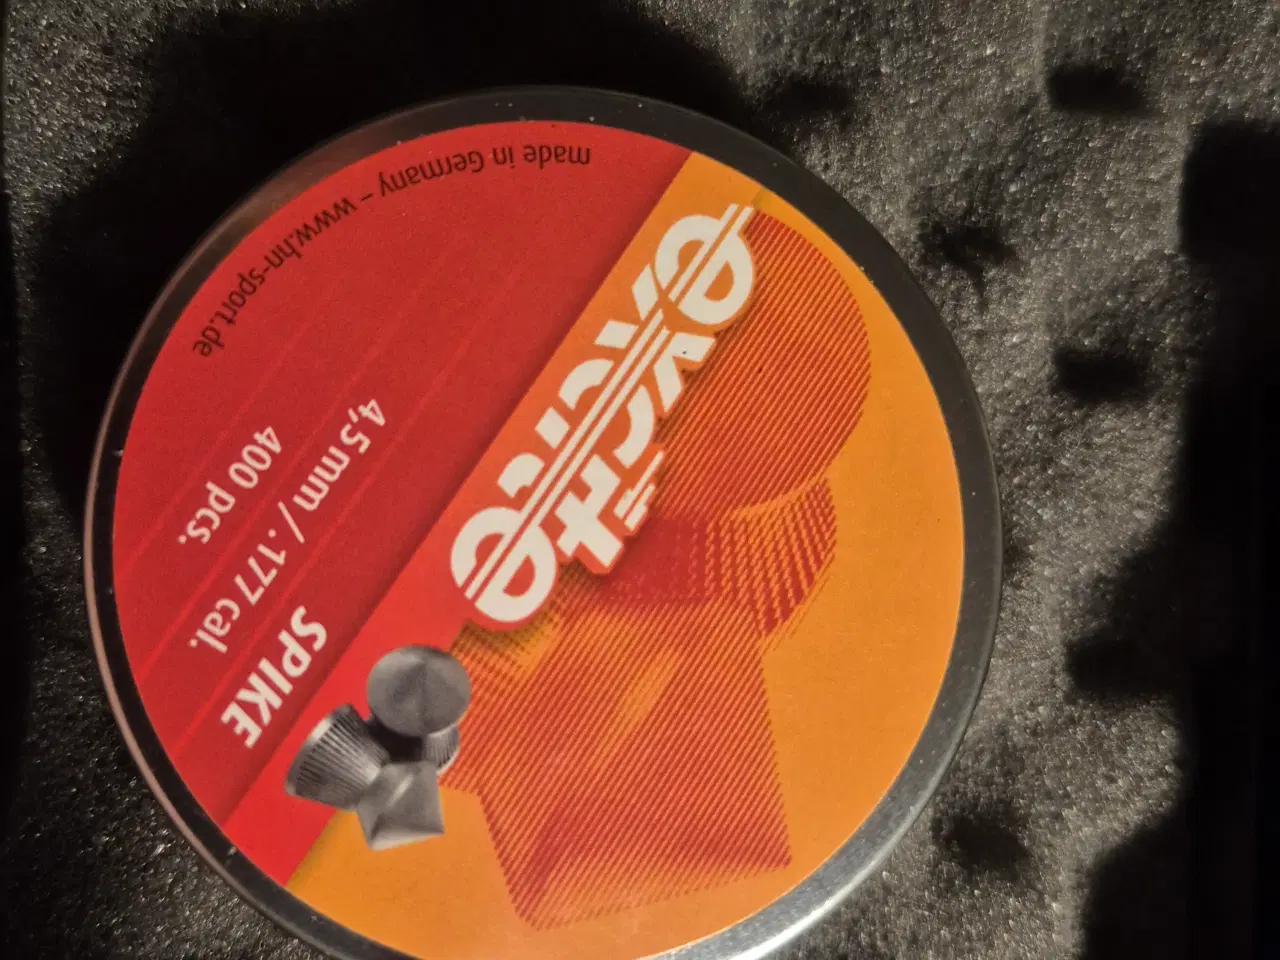 excite
SPIKE
4,5 mm / .177 cal.
400 pcs.
made in Germany – www.hn-sport.de